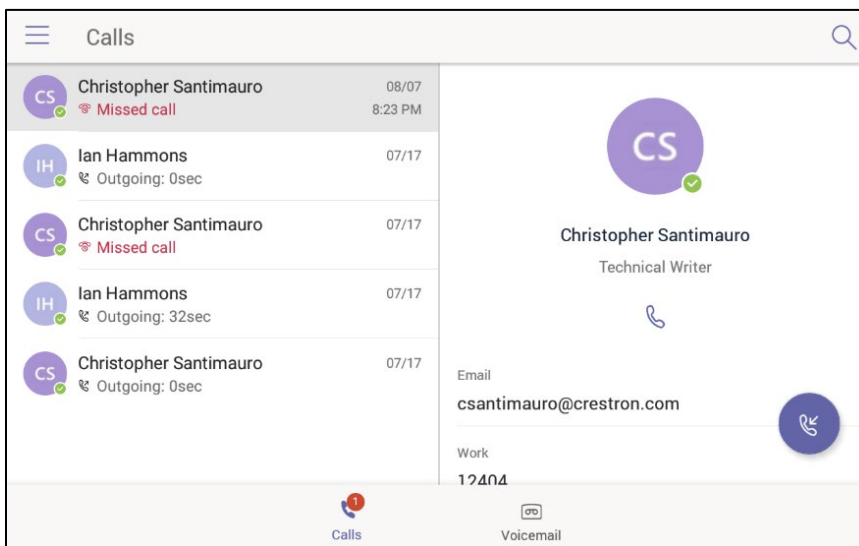 Calls
CS
Christopher Santimauro
08/07
Missed call
8:23 PM
IH
Ian Hammons
07/17
Outgoing: 0sec
CS
Christopher Santimauro
07/17
Missed call
IH
Ian Hammons
07/17
Outgoing: 32sec
CS
Christopher Santimauro
07/17
Outgoing: 0sec
CS
Christopher Santimauro
Technical Writer
Email
csantimauro@crestron.com
Work
12404
1
Calls
Voicemail